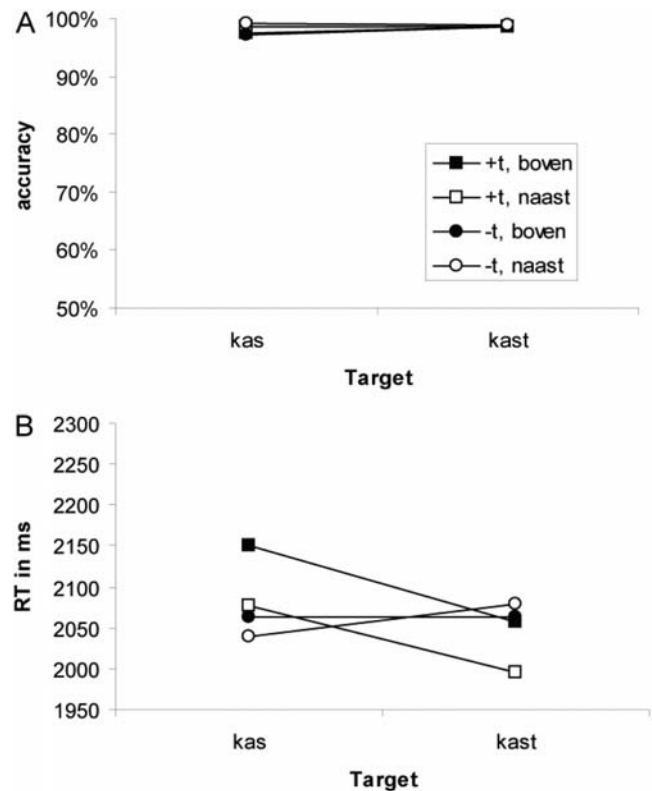 A
100%
90%
80%
70%
60%
50%
accuracy
+t, boven
+t, naast
-t, boven
-t, naast
kas kast
Target
B
2300
2250
2200
2150
2100
2050
2000
1950
RT in ms
kas kast
Target